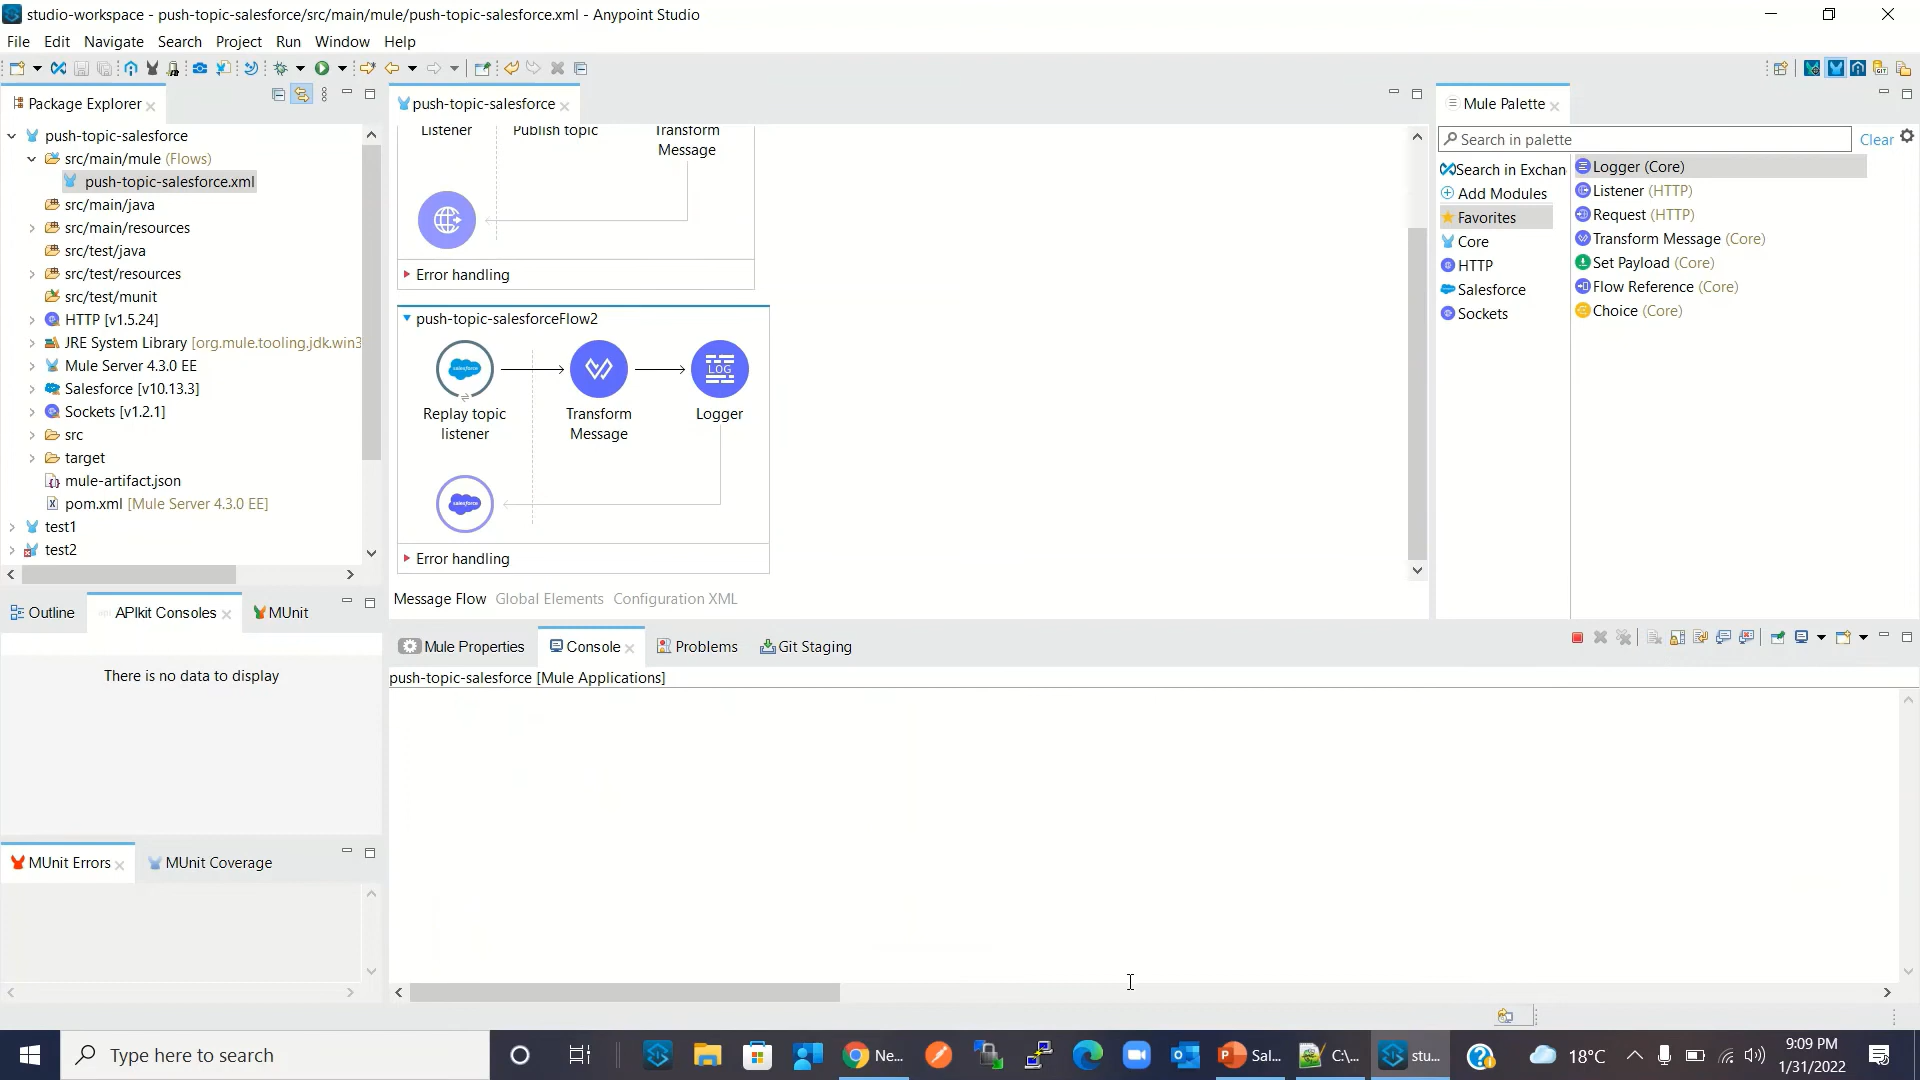 studio-workspace - push-topic-salesforce/src/main/mule/push-topic-salesforce.xml - Anypoint Studio
File Edit Navigate Search Project Run Window Help
Package Explorer
push-topic-salesforce
src/main/mule (Flows)
push-topic-salesforce.xml
src/main/java
src/main/resources
src/test/java
src/test/resources
src/test/munit
HTTP [v1.5.24]
JRE System Library [org.mule.tooling.jdk.win3
Mule Server 4.3.0 EE
Salesforce [v10.13.3]
Sockets [v1.2.1]
src
target
mule-artifact.json
pom.xml [Mule Server 4.3.0 EE]
test1
test2
push-topic-salesforce
Listener
Publish topic
Transform
Message
Error handling
push-topic-salesforceFlow2
salesforce
LOG
Replay topic
listener
Transform
Message
Logger
salesforce
Error handling
Message Flow Global Elements Configuration XML
Mule Palette
Search in palette
Clear
Search in Exchan
Add Modules
Favorites
Core
HTTP
Salesforce
Sockets
Logger (Core)
Listener (HTTP)
Request (HTTP)
Transform Message (Core)
Set Payload (Core)
Flow Reference (Core)
Choice (Core)
Outline
APIkit Consoles
MUnit
There is no data to display
MUnit Errors
MUnit Coverage
Mule Properties
Console
Problems
Git Staging
push-topic-salesforce [Mule Applications]
Type here to search
Ne...
Sal...
C:\...
stu...
18°C
9:09 PM
1/31/2022